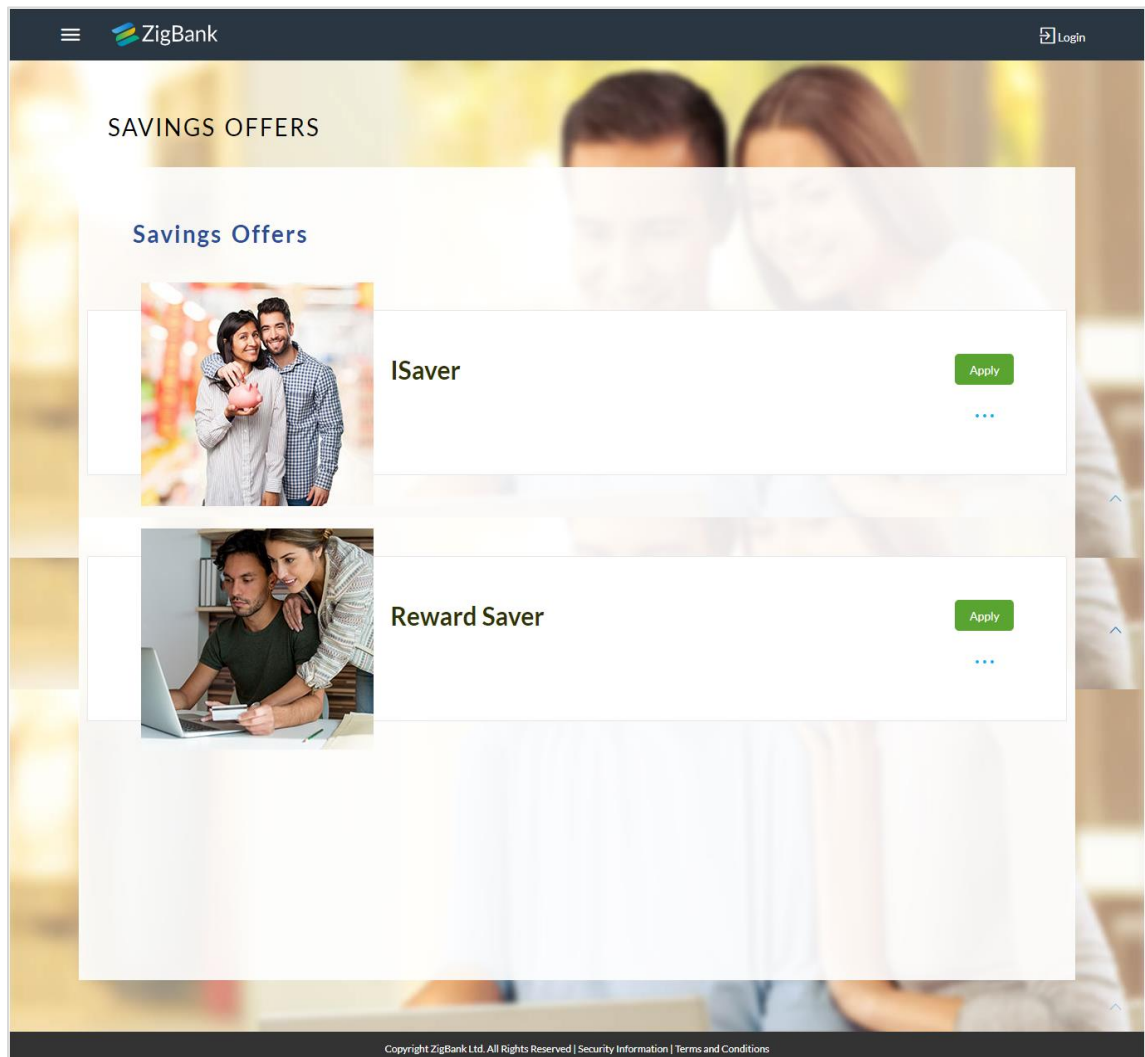 ZigBank
Login
SAVINGS OFFERS
Savings Offers
ISaver
Apply
...
Reward Saver
Apply
...
Copyright ZigBank Ltd. All Rights Reserved | Security Information | Terms and Conditions